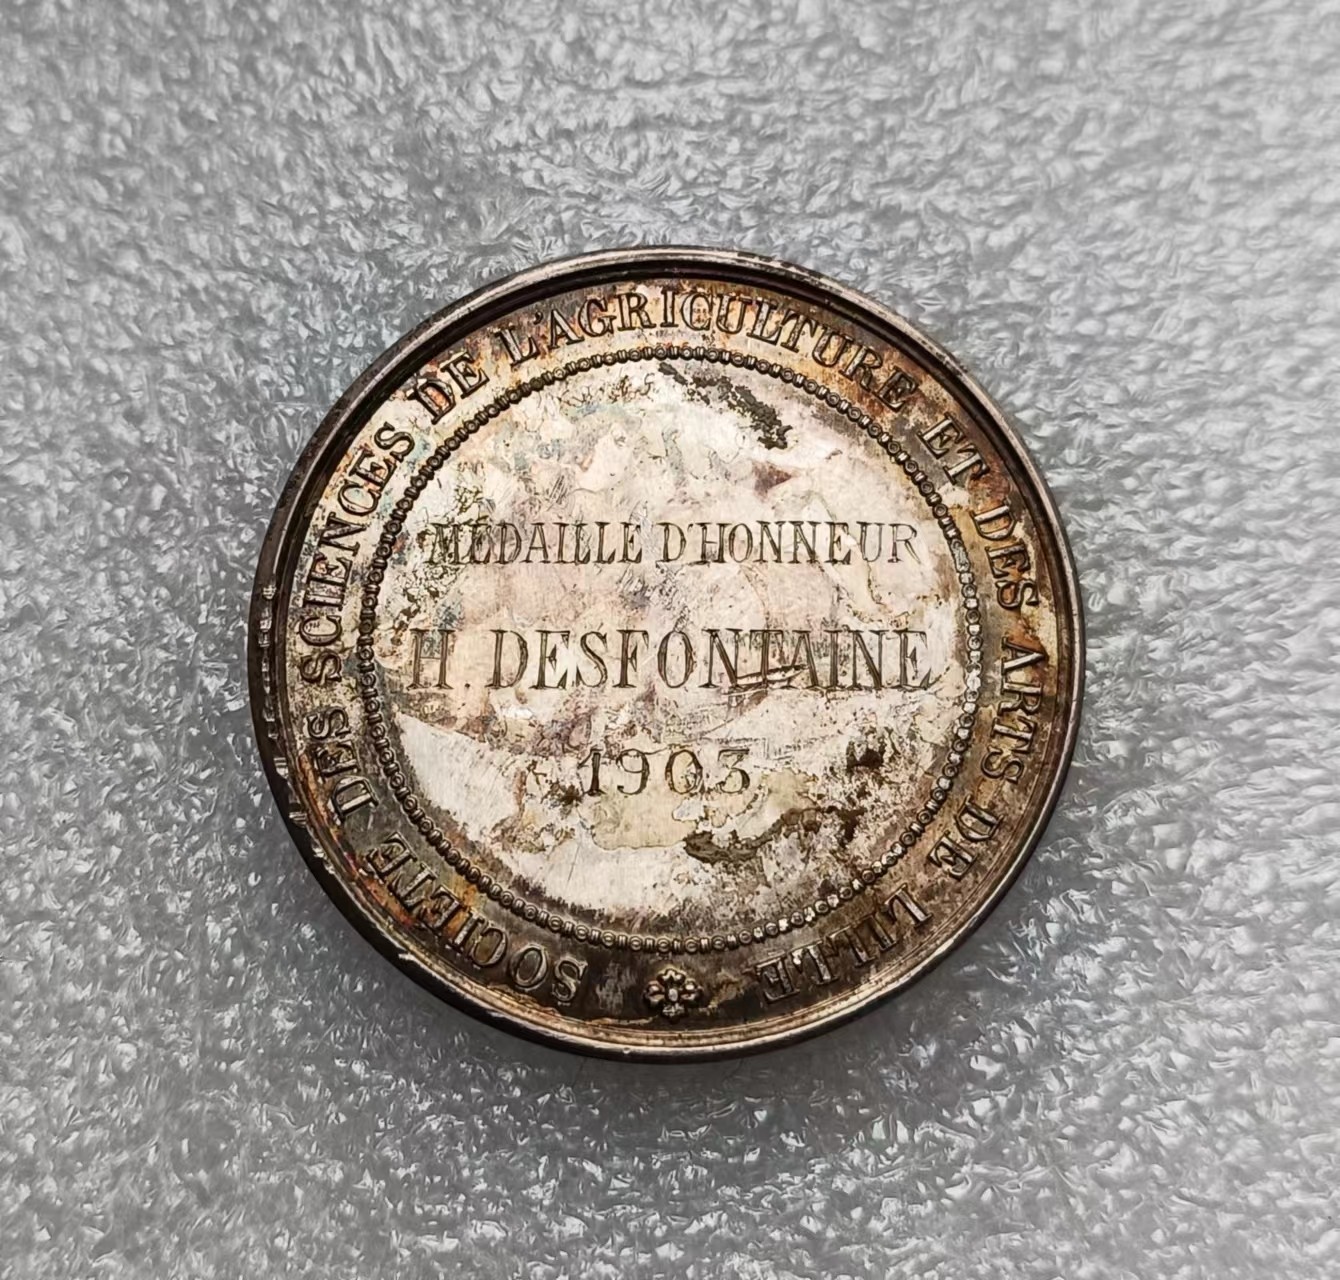 SOCIÉTÉ DES SCIENCES DE L'AGRICULTURE ET DES ARTS DE LILLE
MÉDAILLE D'HONNEUR
H. DESFONTAINE
1903